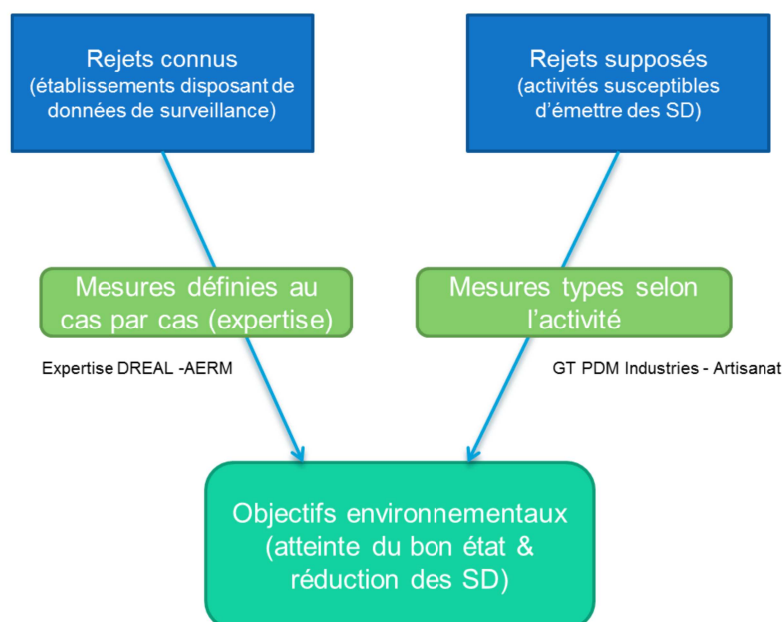 Rejets connus
(établissements disposant de
données de surveillance)
Rejets supposés
(activités susceptibles
d'émettre des SD)
Mesures définies au
cas par cas (expertise)
Mesures types selon
l'activité
Expertise DREAL -AERM
GT PDM Industries - Artisanat
Objectifs environnementaux
(atteinte du bon état &
réduction des SD)